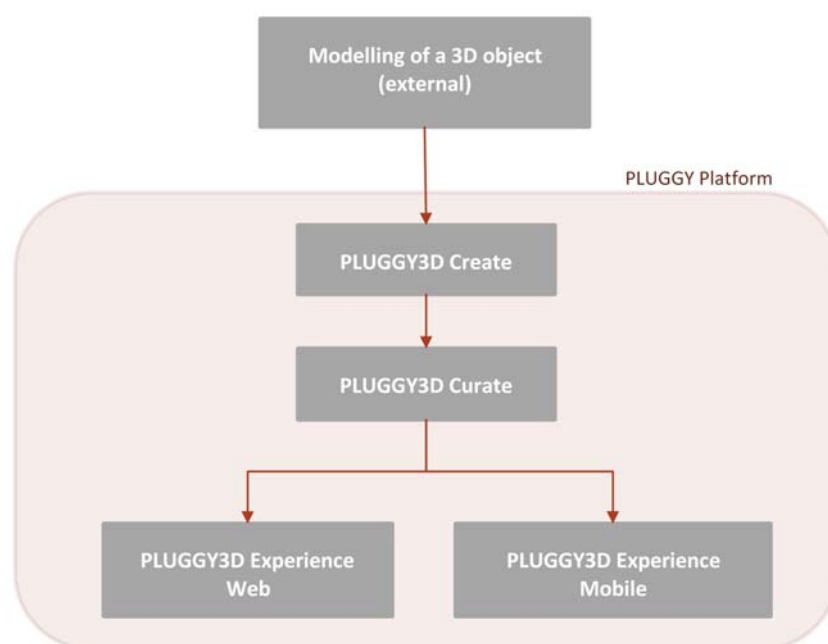 Modelling of a 3D object
(external)
PLUGGY Platform
PLUGGY3D Create
PLUGGY3D Curate
PLUGGY3D Experience
Web
PLUGGY3D Experience
Mobile